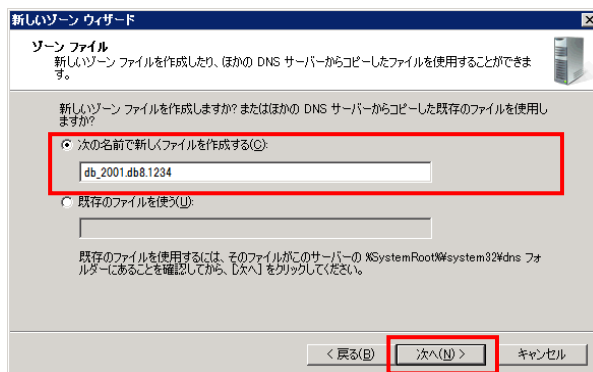 新しいゾーン ウィザード
ゾーン ファイル
新しいゾーン ファイルを作成したり、ほかの DNS サーバーからコピーしたファイルを使用することができま
す。
新しいゾーン ファイルを作成しますか? またはほかの DNS サーバーからコピーした既存のファイルを使用し
ますか?
次の名前で新しくファイルを作成する(C):
db_2001.db8.1234
既存のファイルを使う(U):
既存のファイルを使用するには、そのファイルがこのサーバーの %SystemRoot%¥system32¥dns フォ
ルダーにあることを確認してから、[次へ] をクリックしてください。
< 戻る(B)
次へ(N) >
キャンセル